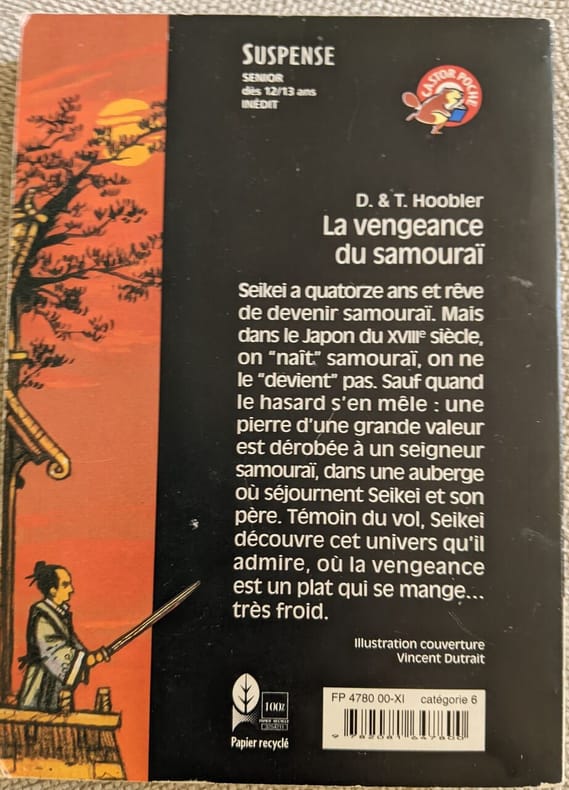 SUSPENSE
SENIOR
dès 12/13 ans
INÉDIT
CASTOR POCHE
D. & T. Hoobler
La vengeance
du samouraï
Seikei a quatorze ans et rêve
de devenir samouraï. Mais
dans le Japon du XVIIIe siècle,
on "naît" samouraï, on ne
le "devient" pas. Sauf quand
le hasard s'en mêle : une
pierre d'une grande valeur
est dérobée à un seigneur
samouraï, dans une auberge
où séjournent Seikei et son
père. Témoin du vol, Seikei
découvre cet univers qu'il
admire, où la vengeance
est un plat qui se mange...
très froid.
Illustration couverture
Vincent Dutrait
FP 4780 00-XI catégorie 6
9 782081 647800
100%
Papier recyclé